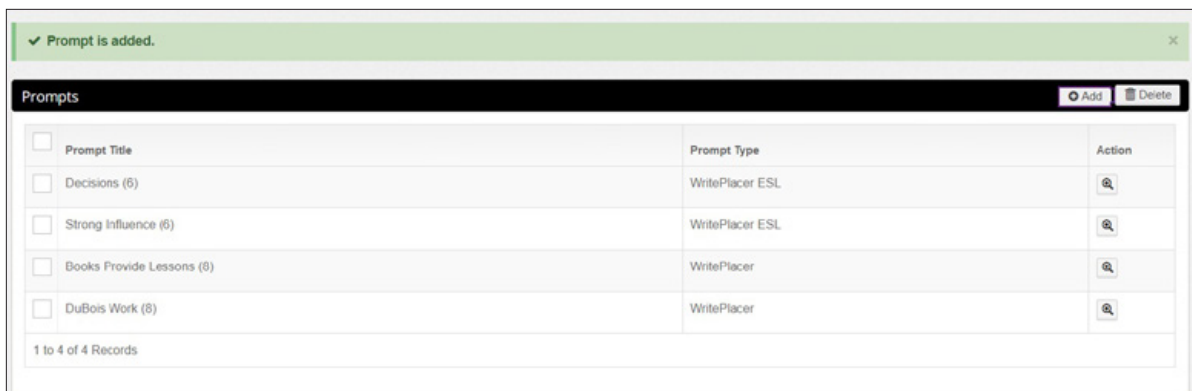 ✔ Prompt is added. ×
Prompts Add Delete
Prompt Title Prompt Type Action
Decisions (6) WritePlacer ESL
Strong Influence (6) WritePlacer ESL
Books Provide Lessons (8) WritePlacer
DuBois Work (8) WritePlacer
1 to 4 of 4 Records